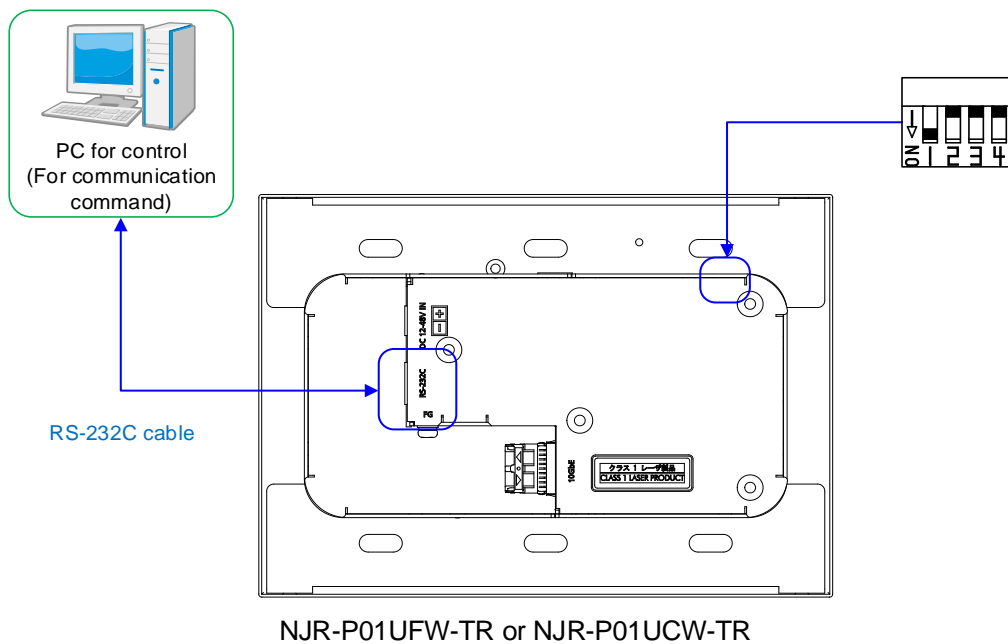 PC for control
(For communication
command)
ON
1 2 3 4
DC 12-48V IN
+
-
RS-232C
FG
RS-232C cable
10GbE
クラス 1 レーザ製品
CLASS 1 LASER PRODUCT
NJR-P01UFW-TR or NJR-P01UCW-TR